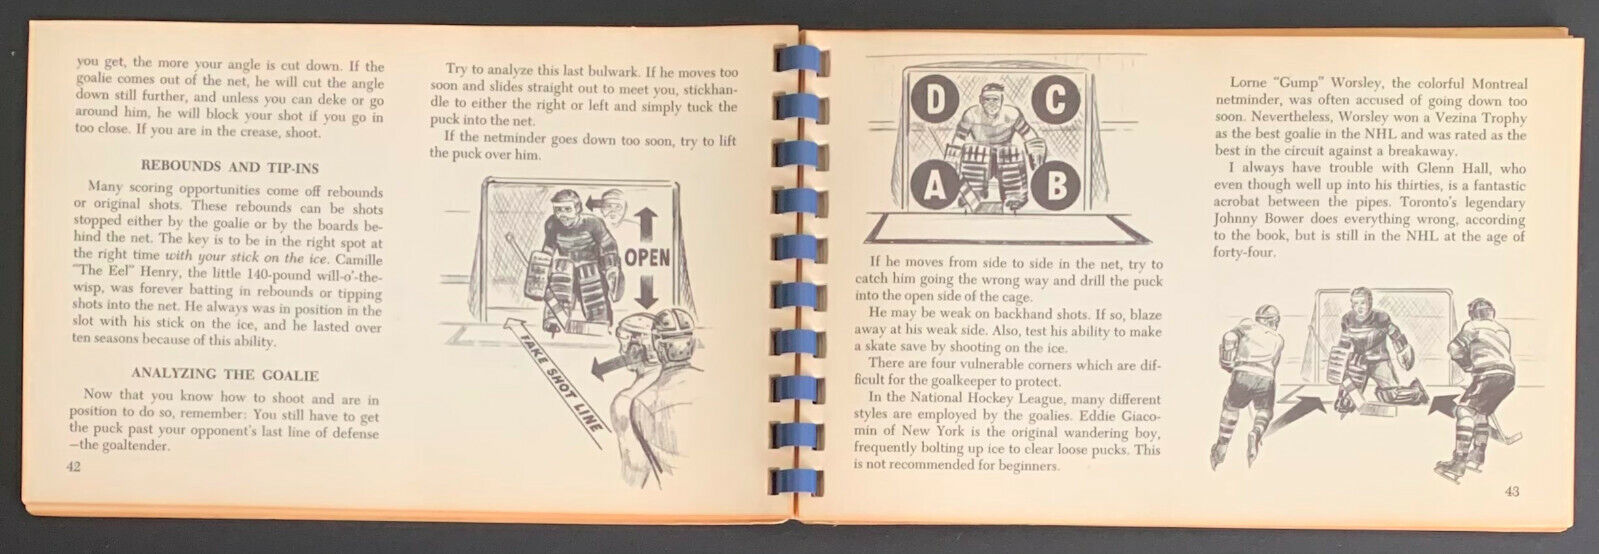 you get, the more your angle is cut down. If the
goalie comes out of the net, he will cut the angle
down still further, and unless you can deke or go
around him, he will block your shot if you go in
too close. If you are in the crease, shoot.
REBOUNDS AND TIP-INS
Many scoring opportunities come off rebounds
or original shots. These rebounds can be shots
stopped either by the goalie or by the boards be-
hind the net. The key is to be in the right spot at
the right time with your stick on the ice. Camille
"The Eel" Henry, the little 140-pound will-o'-the-
wisp, was forever batting in rebounds or tipping
shots into the net. He always was in position in the
slot with his stick on the ice, and he lasted over
ten seasons because of this ability.
ANALYZING THE GOALIE
Now that you know how to shoot and are in
position to do so, remember: You still have to get
the puck past your opponent's last line of defense
—the goaltender.
42
Try to analyze this last bulwark. If he moves too
soon and slides straight out to meet you, stickhan-
dle to either the right or left and simply tuck the
puck into the net.
If the netminder goes down too soon, try to lift
the puck over him.
OPEN
FAKE SHOT LINE
D C
A B
If he moves from side to side in the net, try to
catch him going the wrong way and drill the puck
into the open side of the cage.
He may be weak on backhand shots. If so, blaze
away at his weak side. Also, test his ability to make
a skate save by shooting on the ice.
There are four vulnerable corners which are dif-
ficult for the goalkeeper to protect.
In the National Hockey League, many different
styles are employed by the goalies. Eddie Giaco-
min of New York is the original wandering boy,
frequently bolting up ice to clear loose pucks. This
is not recommended for beginners.
Lorne "Gump" Worsley, the colorful Montreal
netminder, was often accused of going down too
soon. Nevertheless, Worsley won a Vezina Trophy
as the best goalie in the NHL and was rated as the
best in the circuit against a breakaway.
I always have trouble with Glenn Hall, who
even though well up into his thirties, is a fantastic
acrobat between the pipes. Toronto's legendary
Johnny Bower does everything wrong, according
to the book, but is still in the NHL at the age of
forty-four.
43